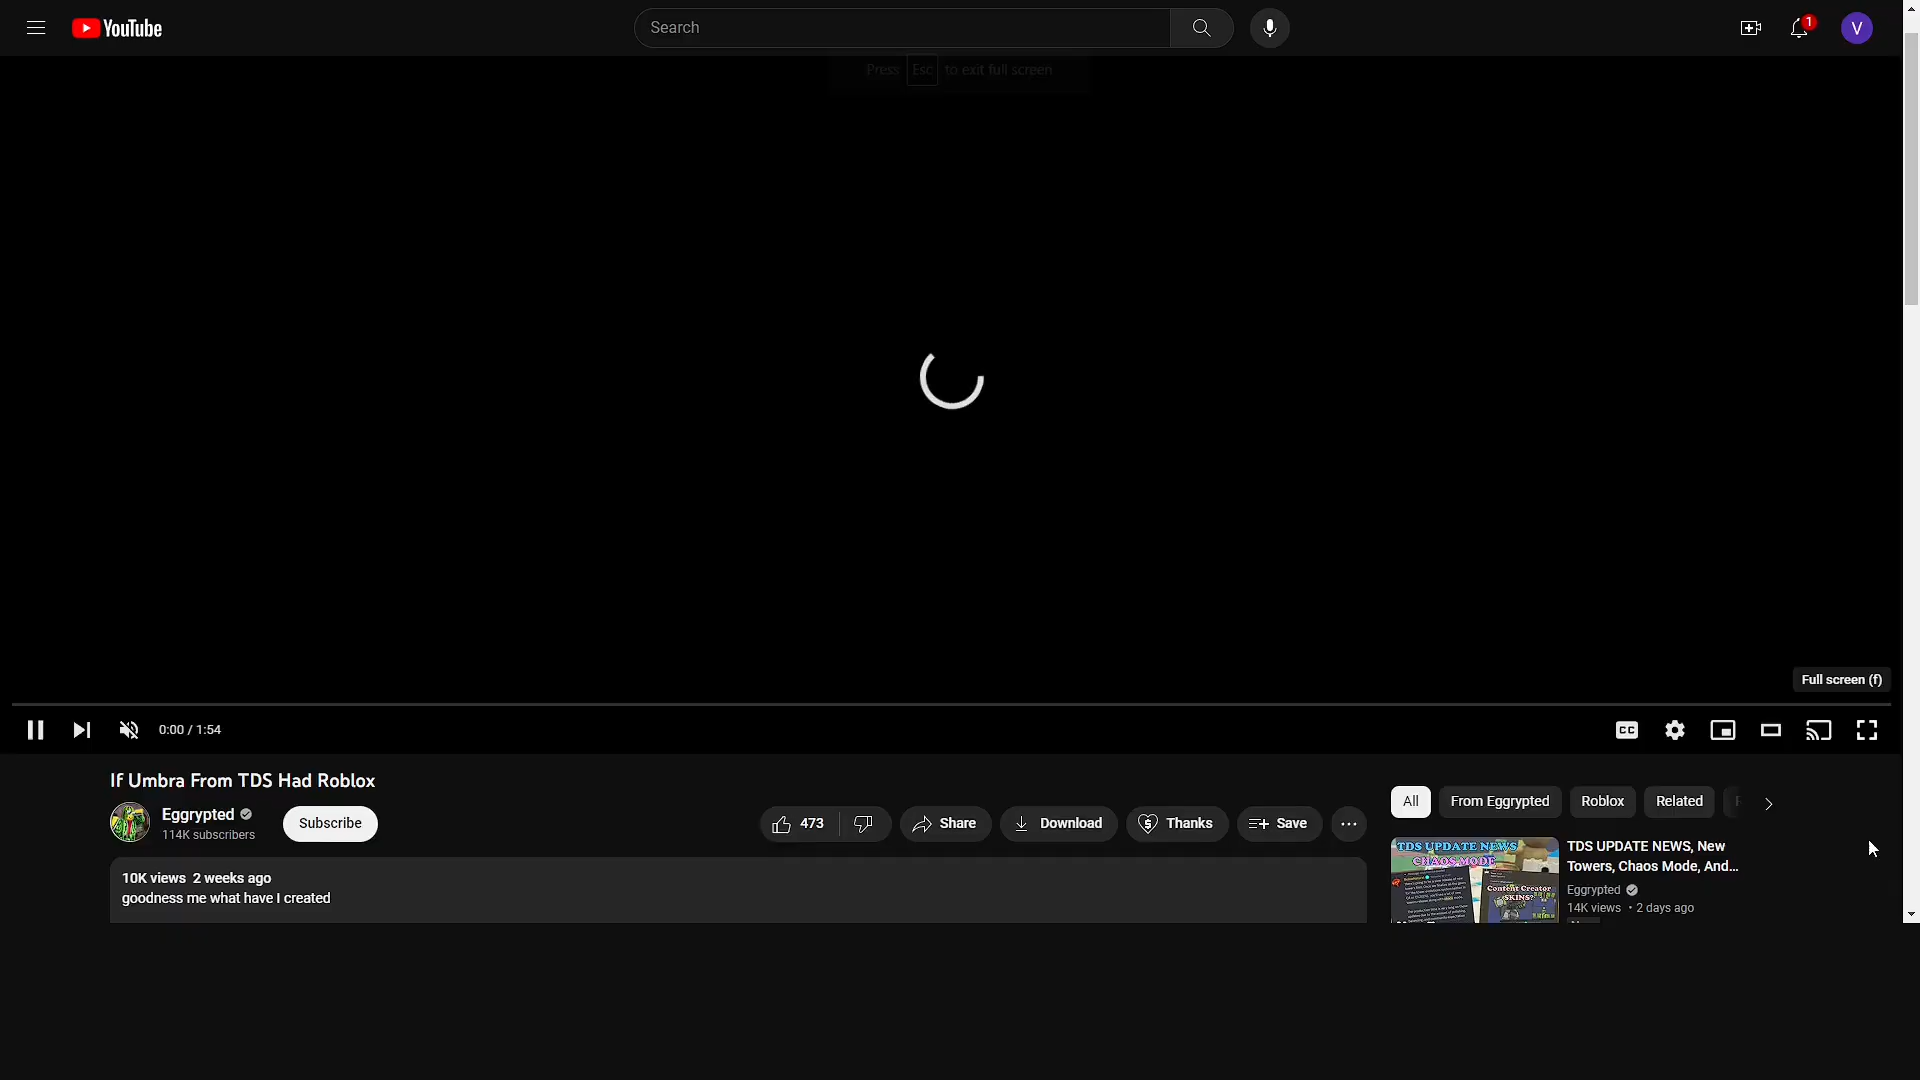 YouTube
Search
1
V
Press Esc to exit full screen
Full screen (f)
0:00 / 1:54
CC
If Umbra From TDS Had Roblox
Eggrypted
114K subscribers
Subscribe
473
Share
Download
Thanks
Save
10K views 2 weeks ago
goodness me what have I created
All
From Eggrypted
Roblox
Related
TDS UPDATE NEWS
CHAOS MODE
Content Creator
SKINS?
TDS UPDATE NEWS, New
Towers, Chaos Mode, And...
Eggrypted
14K views • 2 days ago